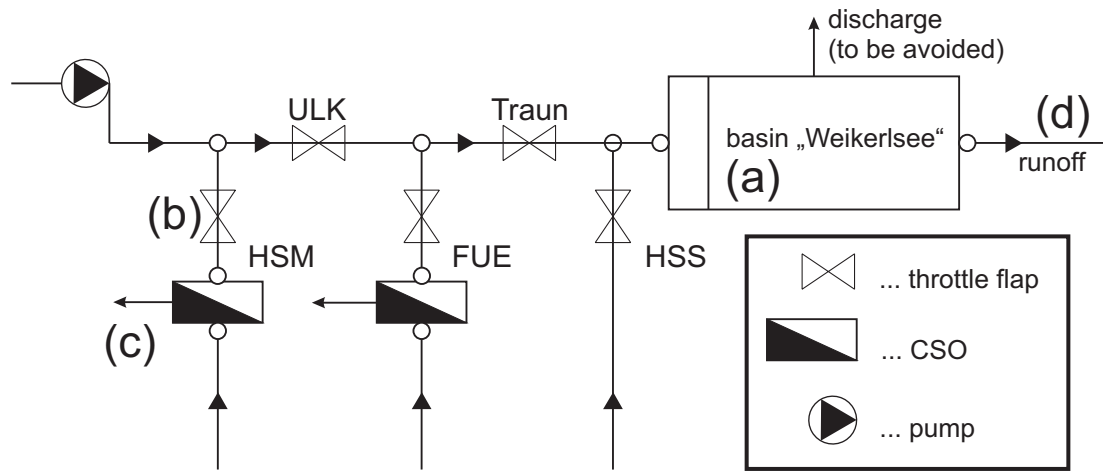 discharge
(to be avoided)
ULK
Traun
(d)
basin „Weikerlsee“
(a)
runoff
(b)
HSM
FUE
HSS
(c)
... throttle flap
... CSO
... pump